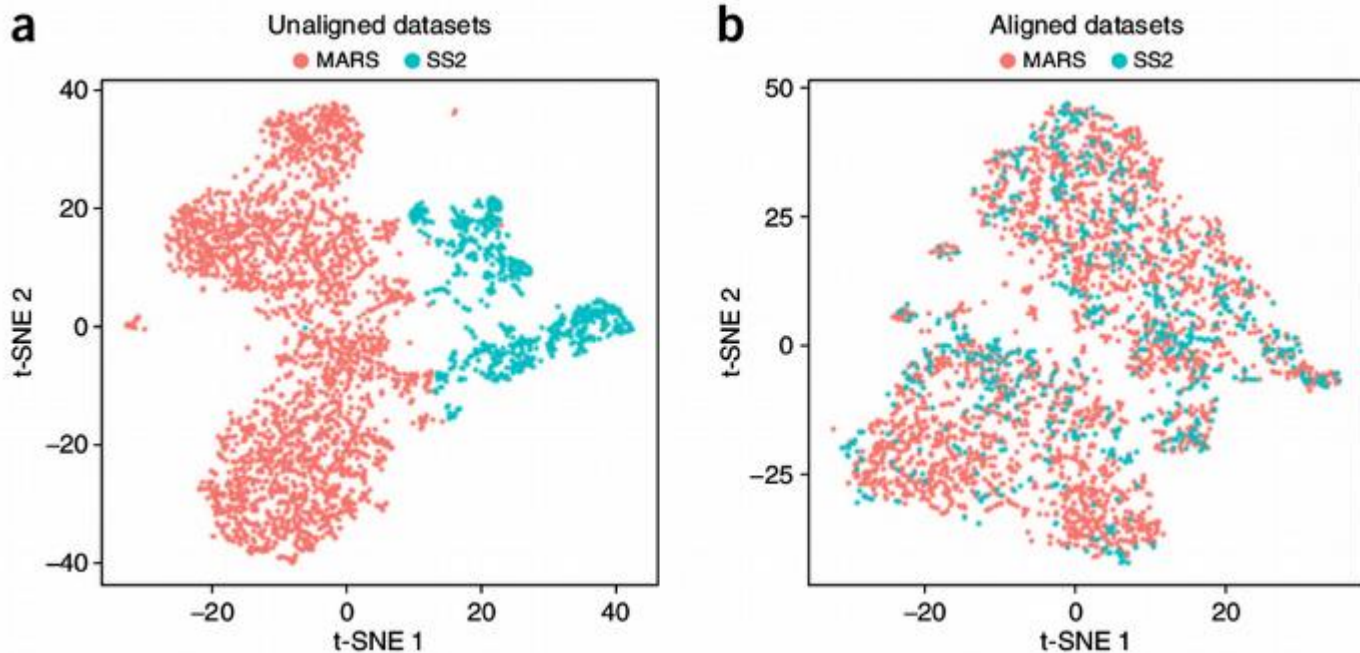 a
Unaligned datasets
MARS SS2
40
20
0
−20
−40
t-SNE 2
−20 0 20 40
t-SNE 1
b
Aligned datasets
MARS SS2
50
25
0
−25
t-SNE 2
−20 0 20
t-SNE 1